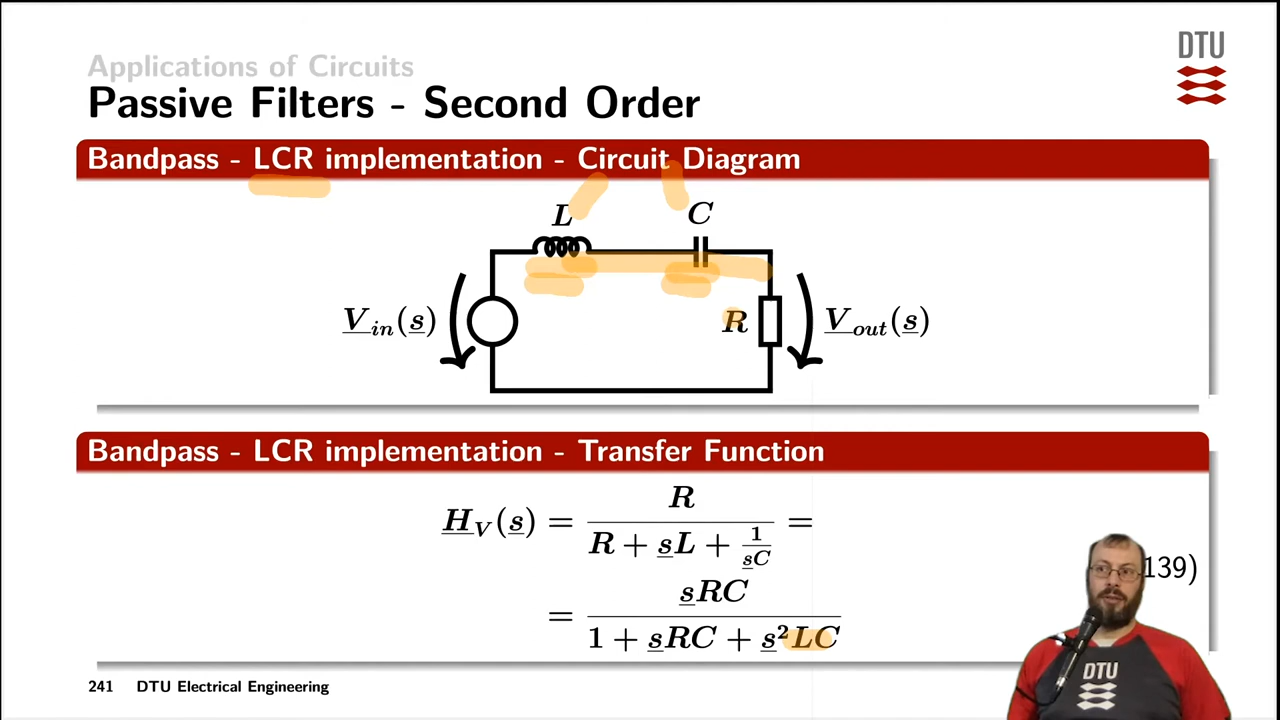 Applications of Circuits
DTU
Passive Filters - Second Order
Bandpass - LCR implementation - Circuit Diagram
L
C
V_in(s)
R
V_out(s)
Bandpass - LCR implementation - Transfer Function
H_V(s) = R / (R + sL + 1/(sC)) =
139)
= sRC / (1 + sRC + s²LC)
DTU
241 DTU Electrical Engineering